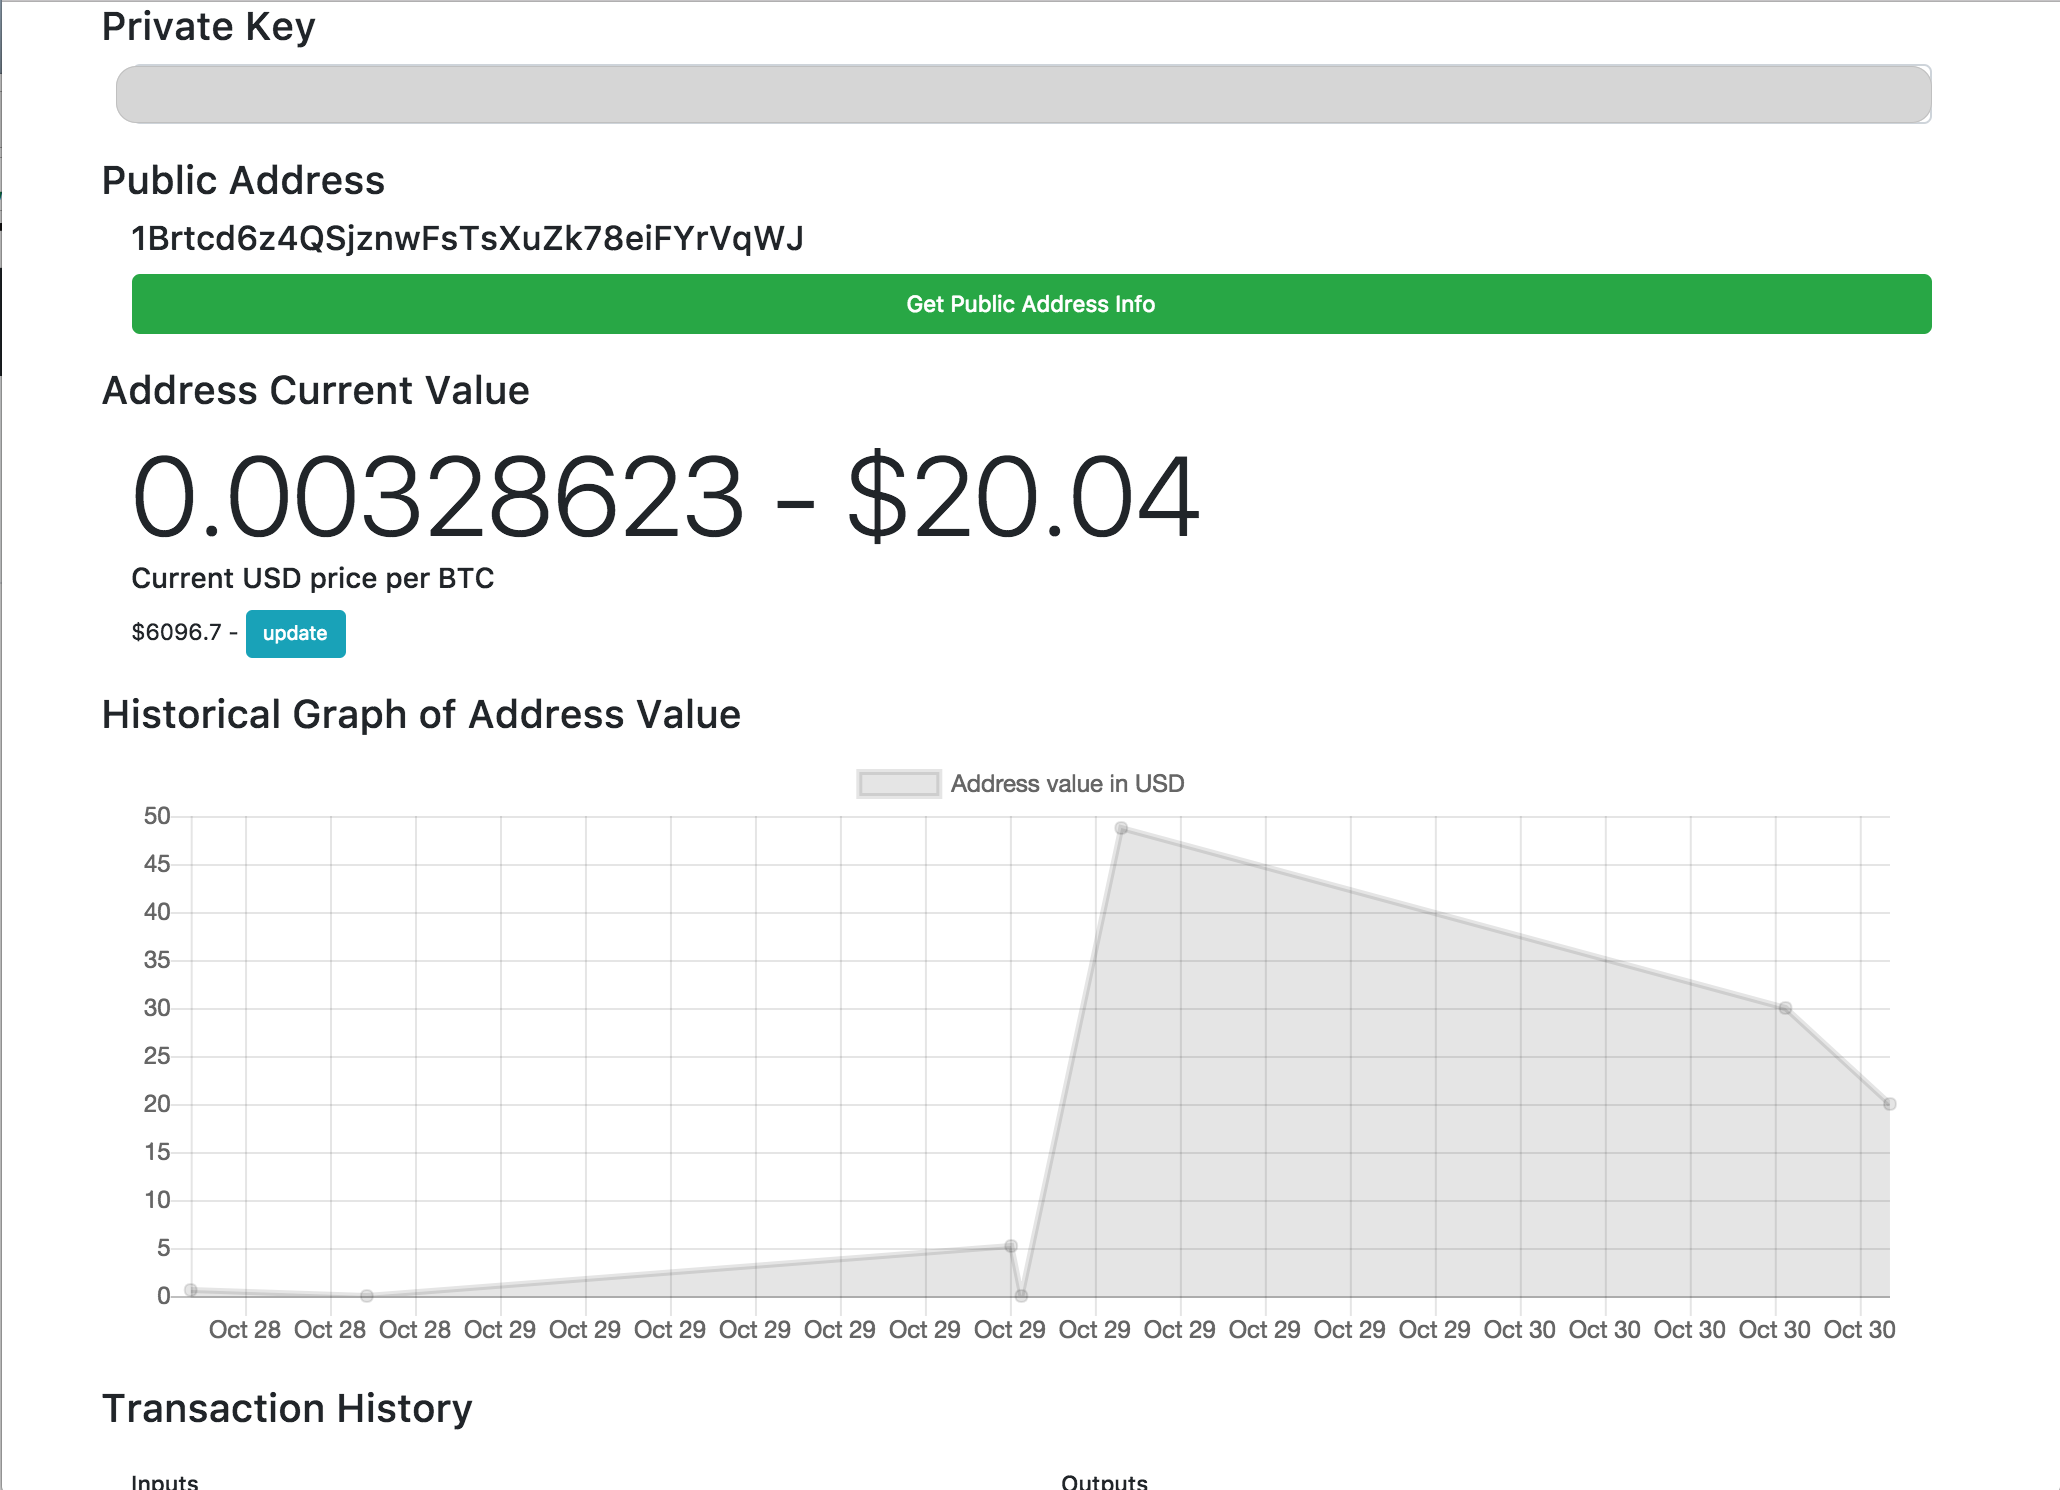 Private Key
Public Address
1Brtcd6z4QSjznwFsTsXuZk78eiFYrVqWJ
Get Public Address Info
Address Current Value
0.00328623 - $20.04
Current USD price per BTC
$6096.7 - update
Historical Graph of Address Value
Address value in USD
50
45
40
35
30
25
20
15
10
5
0
Oct 28 Oct 28 Oct 28 Oct 29 Oct 29 Oct 29 Oct 29 Oct 29 Oct 29 Oct 29 Oct 29 Oct 29 Oct 29 Oct 29 Oct 29 Oct 30 Oct 30 Oct 30 Oct 30 Oct 30
Transaction History
Inputs Outputs